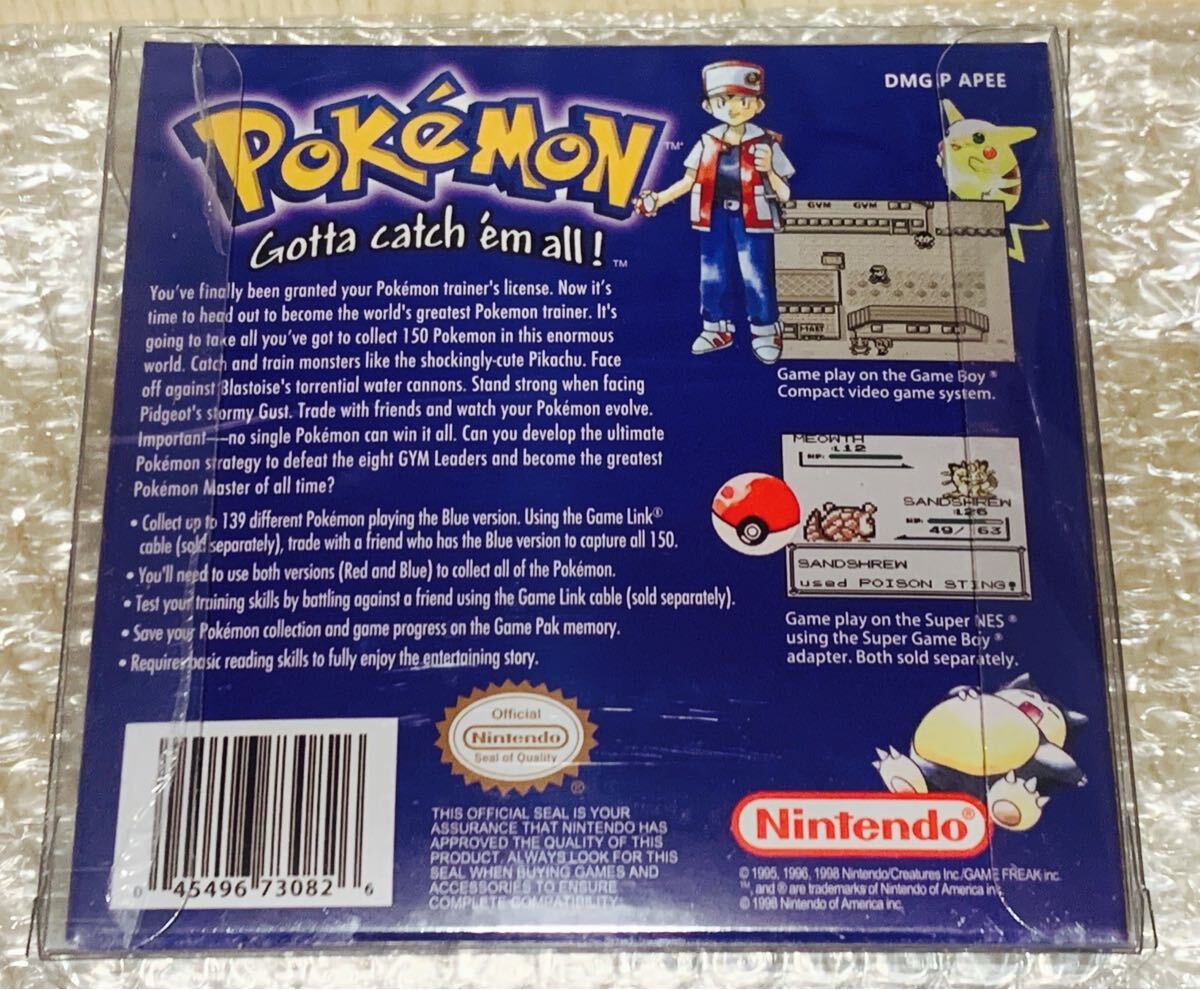 DMG P APEE
POKéMON ™
Gotta catch 'em all! ™
You've finally been granted your Pokémon trainer's license. Now it's
time to head out to become the world's greatest Pokemon trainer. It's
going to take all you've got to collect 150 Pokemon in this enormous
world. Catch and train monsters like the shockingly-cute Pikachu. Face
off against Blastoise's torrential water cannons. Stand strong when facing
Pidgeot's stormy Gust. Trade with friends and watch your Pokémon evolve.
Important—no single Pokémon can win it all. Can you develop the ultimate
Pokémon strategy to defeat the eight GYM Leaders and become the greatest
Pokémon Master of all time?
• Collect up to 139 different Pokémon playing the Blue version. Using the Game Link®
cable (sold separately), trade with a friend who has the Blue version to capture all 150.
• You'll need to use both versions (Red and Blue) to collect all of the Pokémon.
• Test your training skills by battling against a friend using the Game Link cable (sold separately).
• Save your Pokémon collection and game progress on the Game Pak memory.
• Requires basic reading skills to fully enjoy the entertaining story.
GYM GYM
MART
Game play on the Game Boy®
Compact video game system.
MEOWTH
:L12
HP:
SANDSHREW
HP:
49/ 63
SANDSHREW
used POISON STING!
Game play on the Super NES®
using the Super Game Boy®
adapter. Both sold separately.
Official
Nintendo
Seal of Quality
®
THIS OFFICIAL SEAL IS YOUR
ASSURANCE THAT NINTENDO HAS
APPROVED THE QUALITY OF THIS
PRODUCT. ALWAYS LOOK FOR THIS
SEAL WHEN BUYING GAMES AND
ACCESSORIES TO ENSURE
COMPLETE COMPATIBILITY.
0 45496 73082 6
Nintendo®
© 1995, 1996, 1998 Nintendo/Creatures Inc./GAME FREAK inc.
™, and ® are trademarks of Nintendo of America inc.
© 1998 Nintendo of America inc.